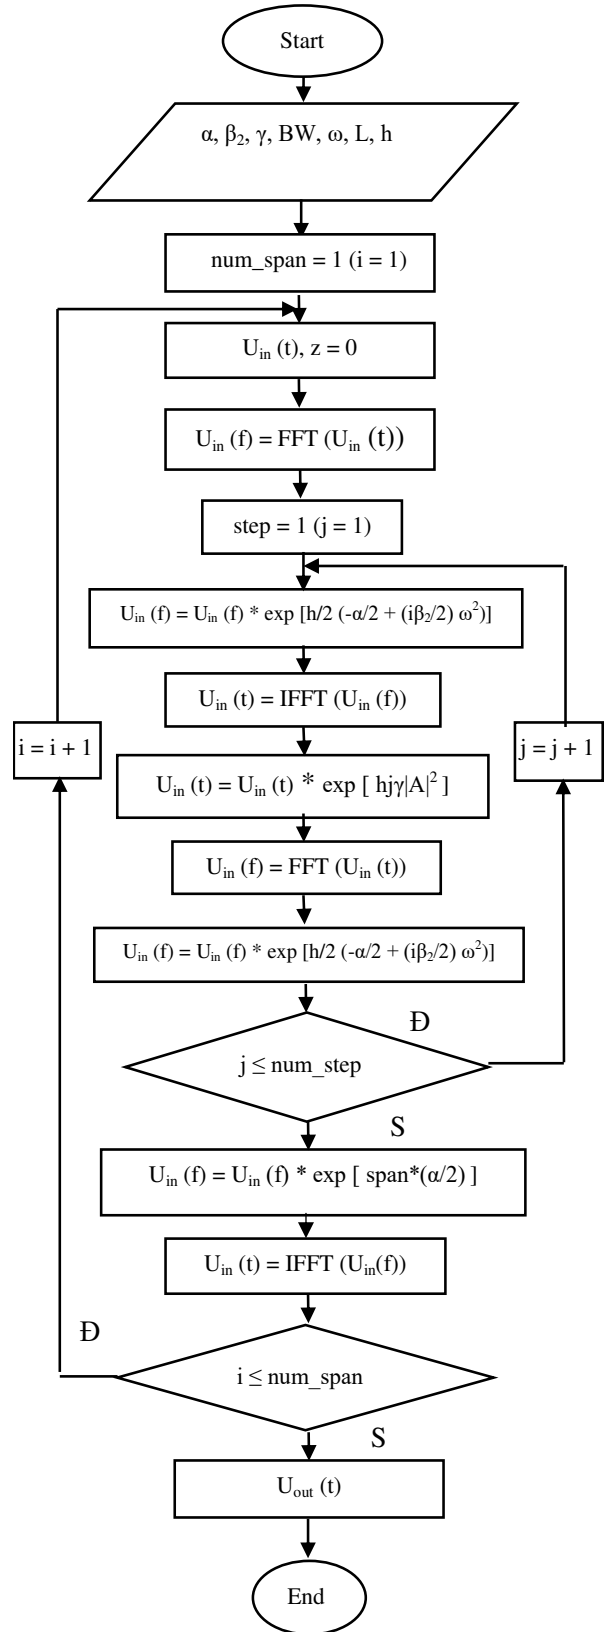 Start
α, β₂, γ, BW, ω, L, h
num_span = 1 (i = 1)
Uᵢₙ (t), z = 0
Uᵢₙ (f) = FFT (Uᵢₙ (t))
step = 1 (j = 1)
Uᵢₙ (f) = Uᵢₙ (f) * exp [h/2 (-α/2 + (iβ₂/2) ω²)]
Uᵢₙ (t) = IFFT (Uᵢₙ (f))
i = i + 1
j = j + 1
Uᵢₙ (t) = Uᵢₙ (t) * exp [ hjγ|A|² ]
Uᵢₙ (f) = FFT (Uᵢₙ (t))
Uᵢₙ (f) = Uᵢₙ (f) * exp [h/2 (-α/2 + (iβ₂/2) ω²)]
Đ
j ≤ num_step
S
Uᵢₙ (f) = Uᵢₙ (f) * exp [ span*(α/2) ]
Uᵢₙ (t) = IFFT (Uᵢₙ(f))
Đ
i ≤ num_span
S
Uₒᵤₜ (t)
End